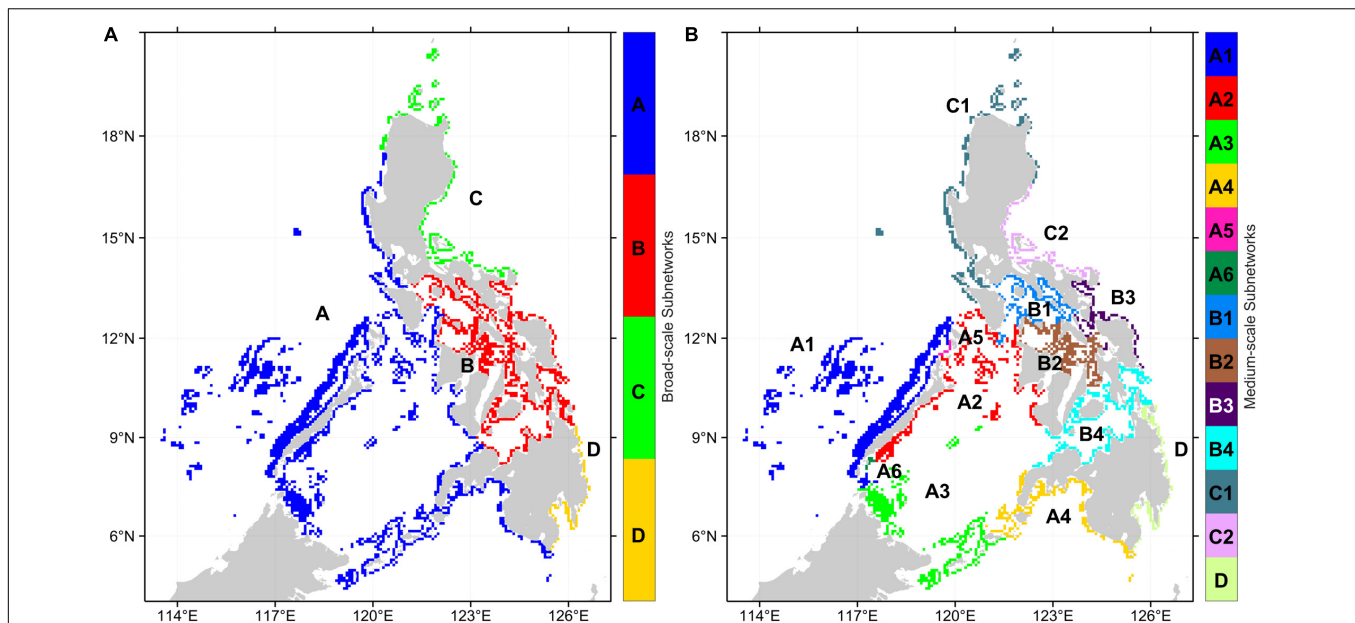 A
18°N
15°N
12°N
9°N
6°N
114°E
117°E
120°E
123°E
126°E
C
A
B
D
A
B
C
D
Broad-scale Subnetworks
B
18°N
15°N
12°N
9°N
6°N
114°E
117°E
120°E
123°E
126°E
C1
C2
B3
B1
A1
A5
B2
A2
B4
D
A6
A3
A4
A1
A2
A3
A4
A5
A6
B1
B2
B3
B4
C1
C2
D
Medium-scale Subnetworks